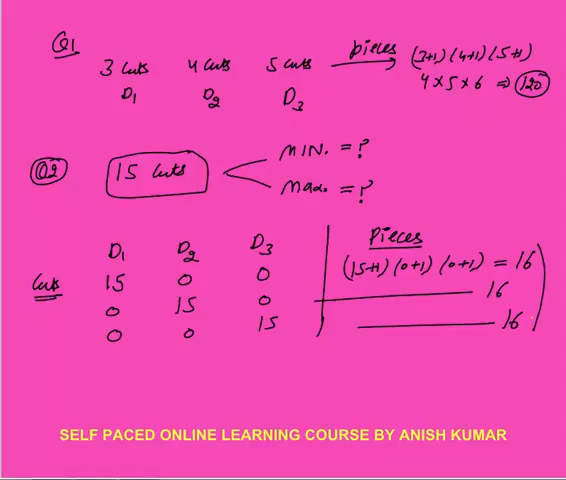 Q1
3 cuts 4 cuts 5 cuts → pieces (3+1) (4+1) (5+1)
D1 D2 D3 4 x 5 x 6 ⇒ 120
Q2 15 cuts MIN. = ?
Max. = ?
D1 D2 D3 Pieces
Cuts 15 0 0 (15+1) (0+1) (0+1) = 16
0 15 0 16
0 0 15 16
SELF PACED ONLINE LEARNING COURSE BY ANISH KUMAR